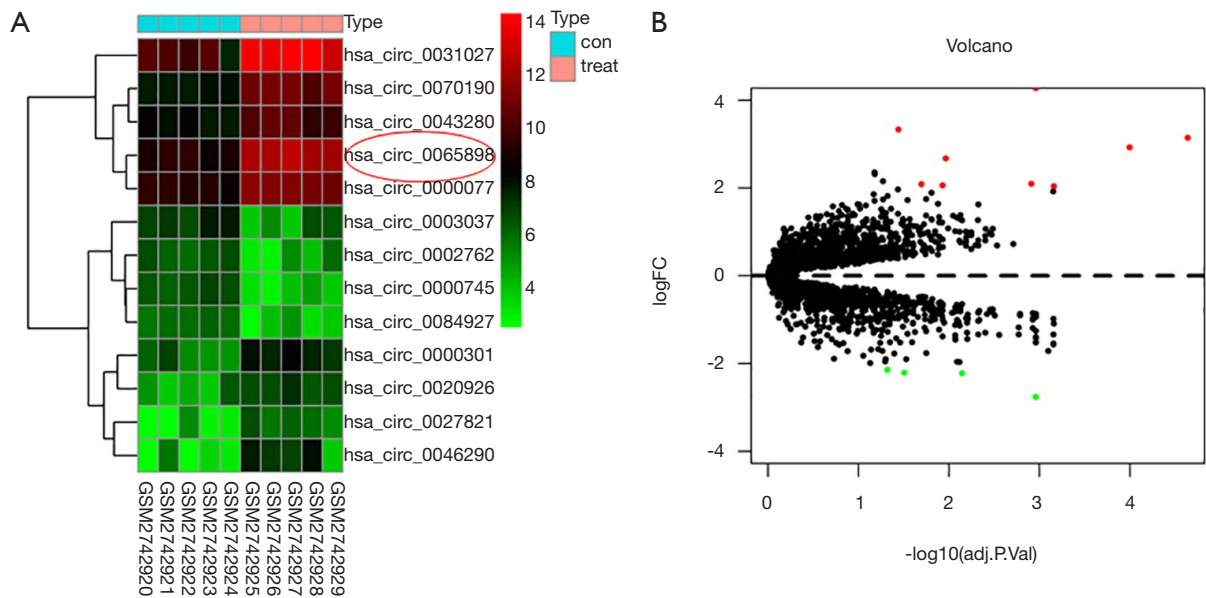 A
Type
hsa_circ_0031027
hsa_circ_0070190
hsa_circ_0043280
hsa_circ_0065898
hsa_circ_0000077
hsa_circ_0003037
hsa_circ_0002762
hsa_circ_0000745
hsa_circ_0084927
hsa_circ_0000301
hsa_circ_0020926
hsa_circ_0027821
hsa_circ_0046290
GSM2742920
GSM2742921
GSM2742922
GSM2742923
GSM2742924
GSM2742925
GSM2742926
GSM2742927
GSM2742928
GSM2742929
14
12
10
8
6
4
Type
con
treat
B
Volcano
logFC
4
2
0
-2
-4
0 1 2 3 4
-log10(adj.P.Val)